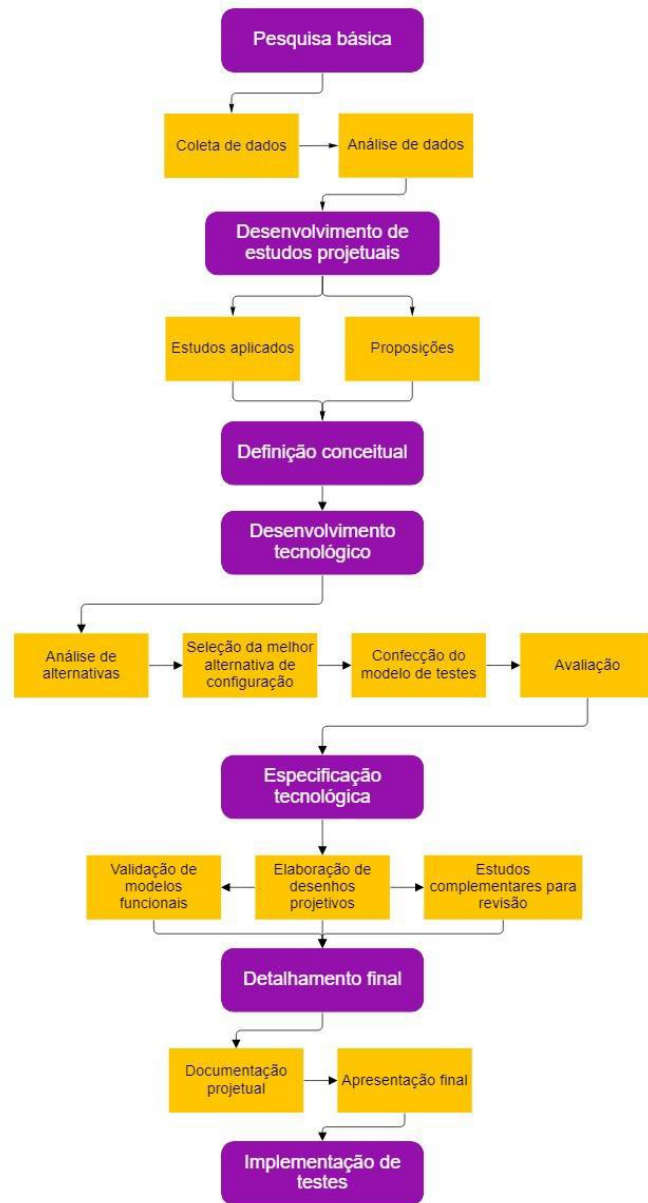 Pesquisa básica
Coleta de dados
Análise de dados
Desenvolvimento de
estudos projetuais
Estudos aplicados
Proposições
Definição conceitual
Desenvolvimento
tecnológico
Análise de
alternativas
Seleção da melhor
alternativa de
configuração
Confecção do
modelo de testes
Avaliação
Especificação
tecnológica
Validação de
modelos
funcionais
Elaboração de
desenhos
projetivos
Estudos
complementares para
revisão
Detalhamento final
Documentação
projetual
Apresentação final
Implementação de
testes